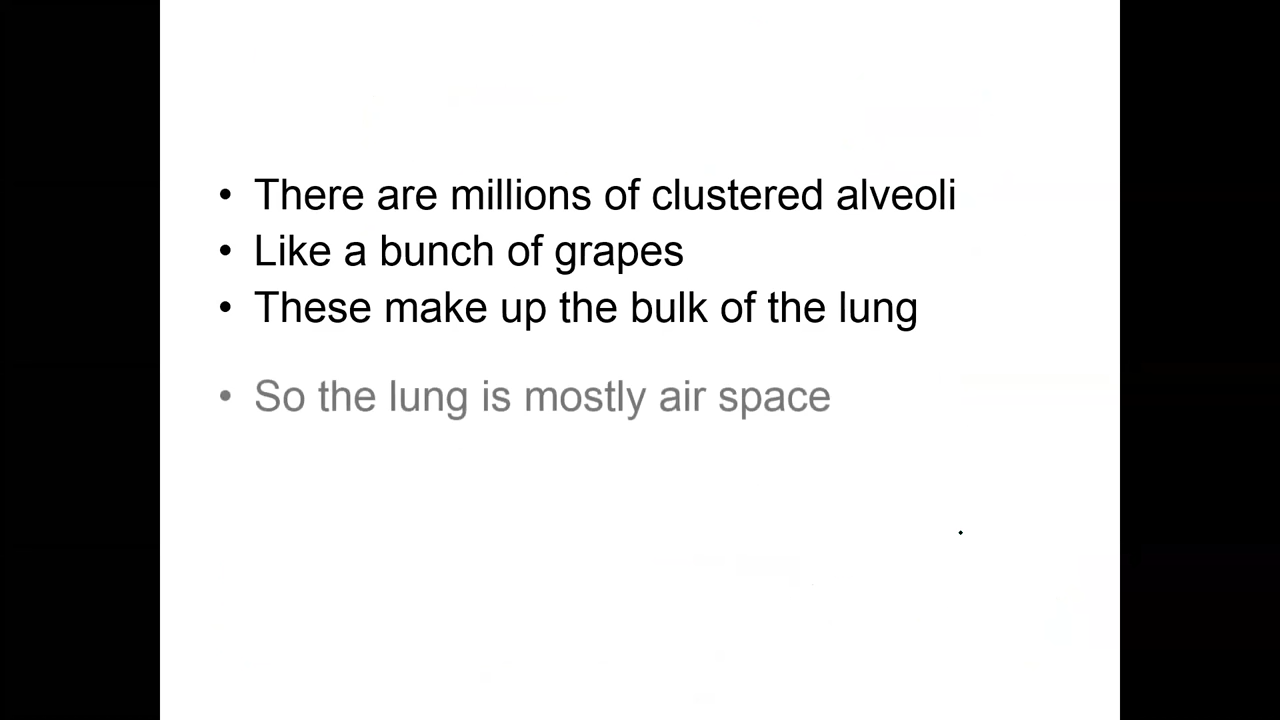 • There are millions of clustered alveoli
• Like a bunch of grapes
• These make up the bulk of the lung
• So the lung is mostly air space